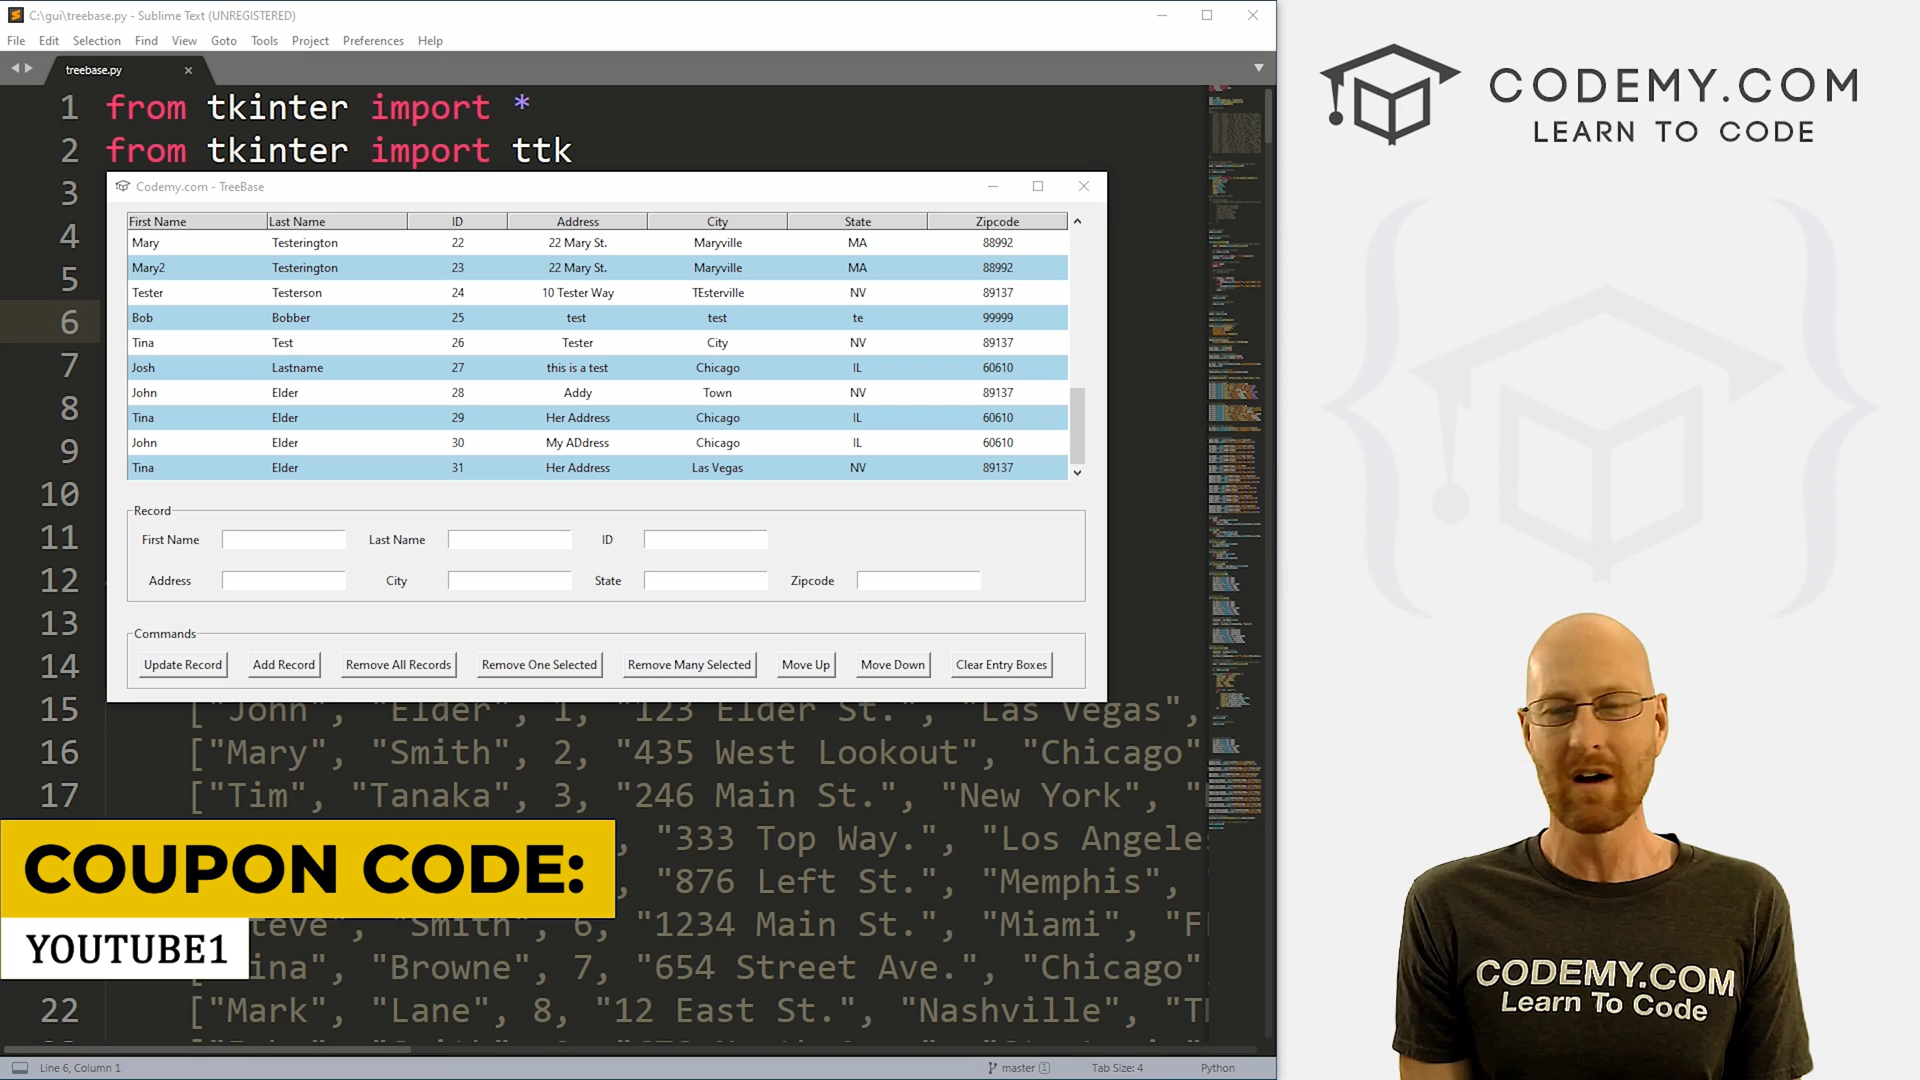 C:\gui\treebase.py - Sublime Text (UNREGISTERED)
File Edit Selection Find View Goto Tools Project Preferences Help
treebase.py
1 from tkinter import *
2 from tkinter import ttk
3
4
5
6
7
8
9
10
11
12
13
14
Codemy.com - TreeBase
First Name Last Name ID Address City State Zipcode
Mary Testerington 22 22 Mary St. Maryville MA 88992
Mary2 Testerington 23 22 Mary St. Maryville MA 88992
Tester Testerson 24 10 Tester Way TEsterville NV 89137
Bob Bobber 25 test test te 99999
Tina Test 26 Tester City NV 89137
Josh Lastname 27 this is a test Chicago IL 60610
John Elder 28 Addy Town NV 89137
Tina Elder 29 Her Address Chicago IL 60610
John Elder 30 My ADdress Chicago IL 60610
Tina Elder 31 Her Address Las Vegas NV 89137
Record
First Name Last Name ID
Address City State Zipcode
Commands
Update Record Add Record Remove All Records Remove One Selected Remove Many Selected Move Up Move Down Clear Entry Boxes
15 ["John", "Elder", 1, "123 Elder St.", "Las Vegas",
16 ["Mary", "Smith", 2, "435 West Lookout", "Chicago"
17 ["Tim", "Tanaka", 3, "246 Main St.", "New York", "
, "333 Top Way.", "Los Angeles
, "876 Left St.", "Memphis", "
teve", "Smith", 6, "1234 Main St.", "Miami", "F
ina", "Browne", 7, "654 Street Ave.", "Chicago",
22 ["Mark", "Lane", 8, "12 East St.", "Nashville", "T
COUPON CODE:
YOUTUBE1
Line 6, Column 1 master 1 Tab Size: 4 Python
CODEMY.COM
LEARN TO CODE
CODEMY.COM
Learn To Code